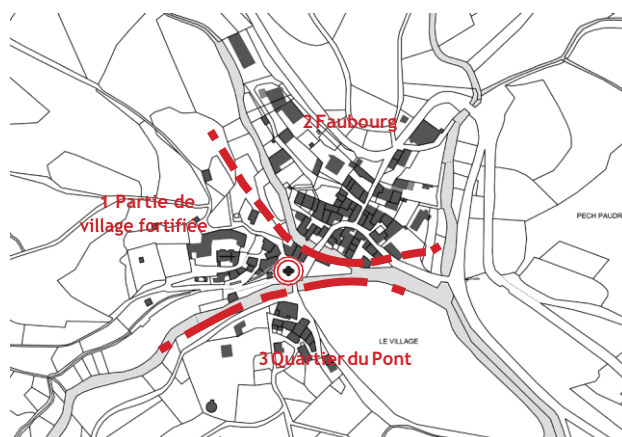 2 Faubourg
1 Partie de
village fortifiée
PECH PAUDR
LE VILLAGE
3 Quartier du Pont